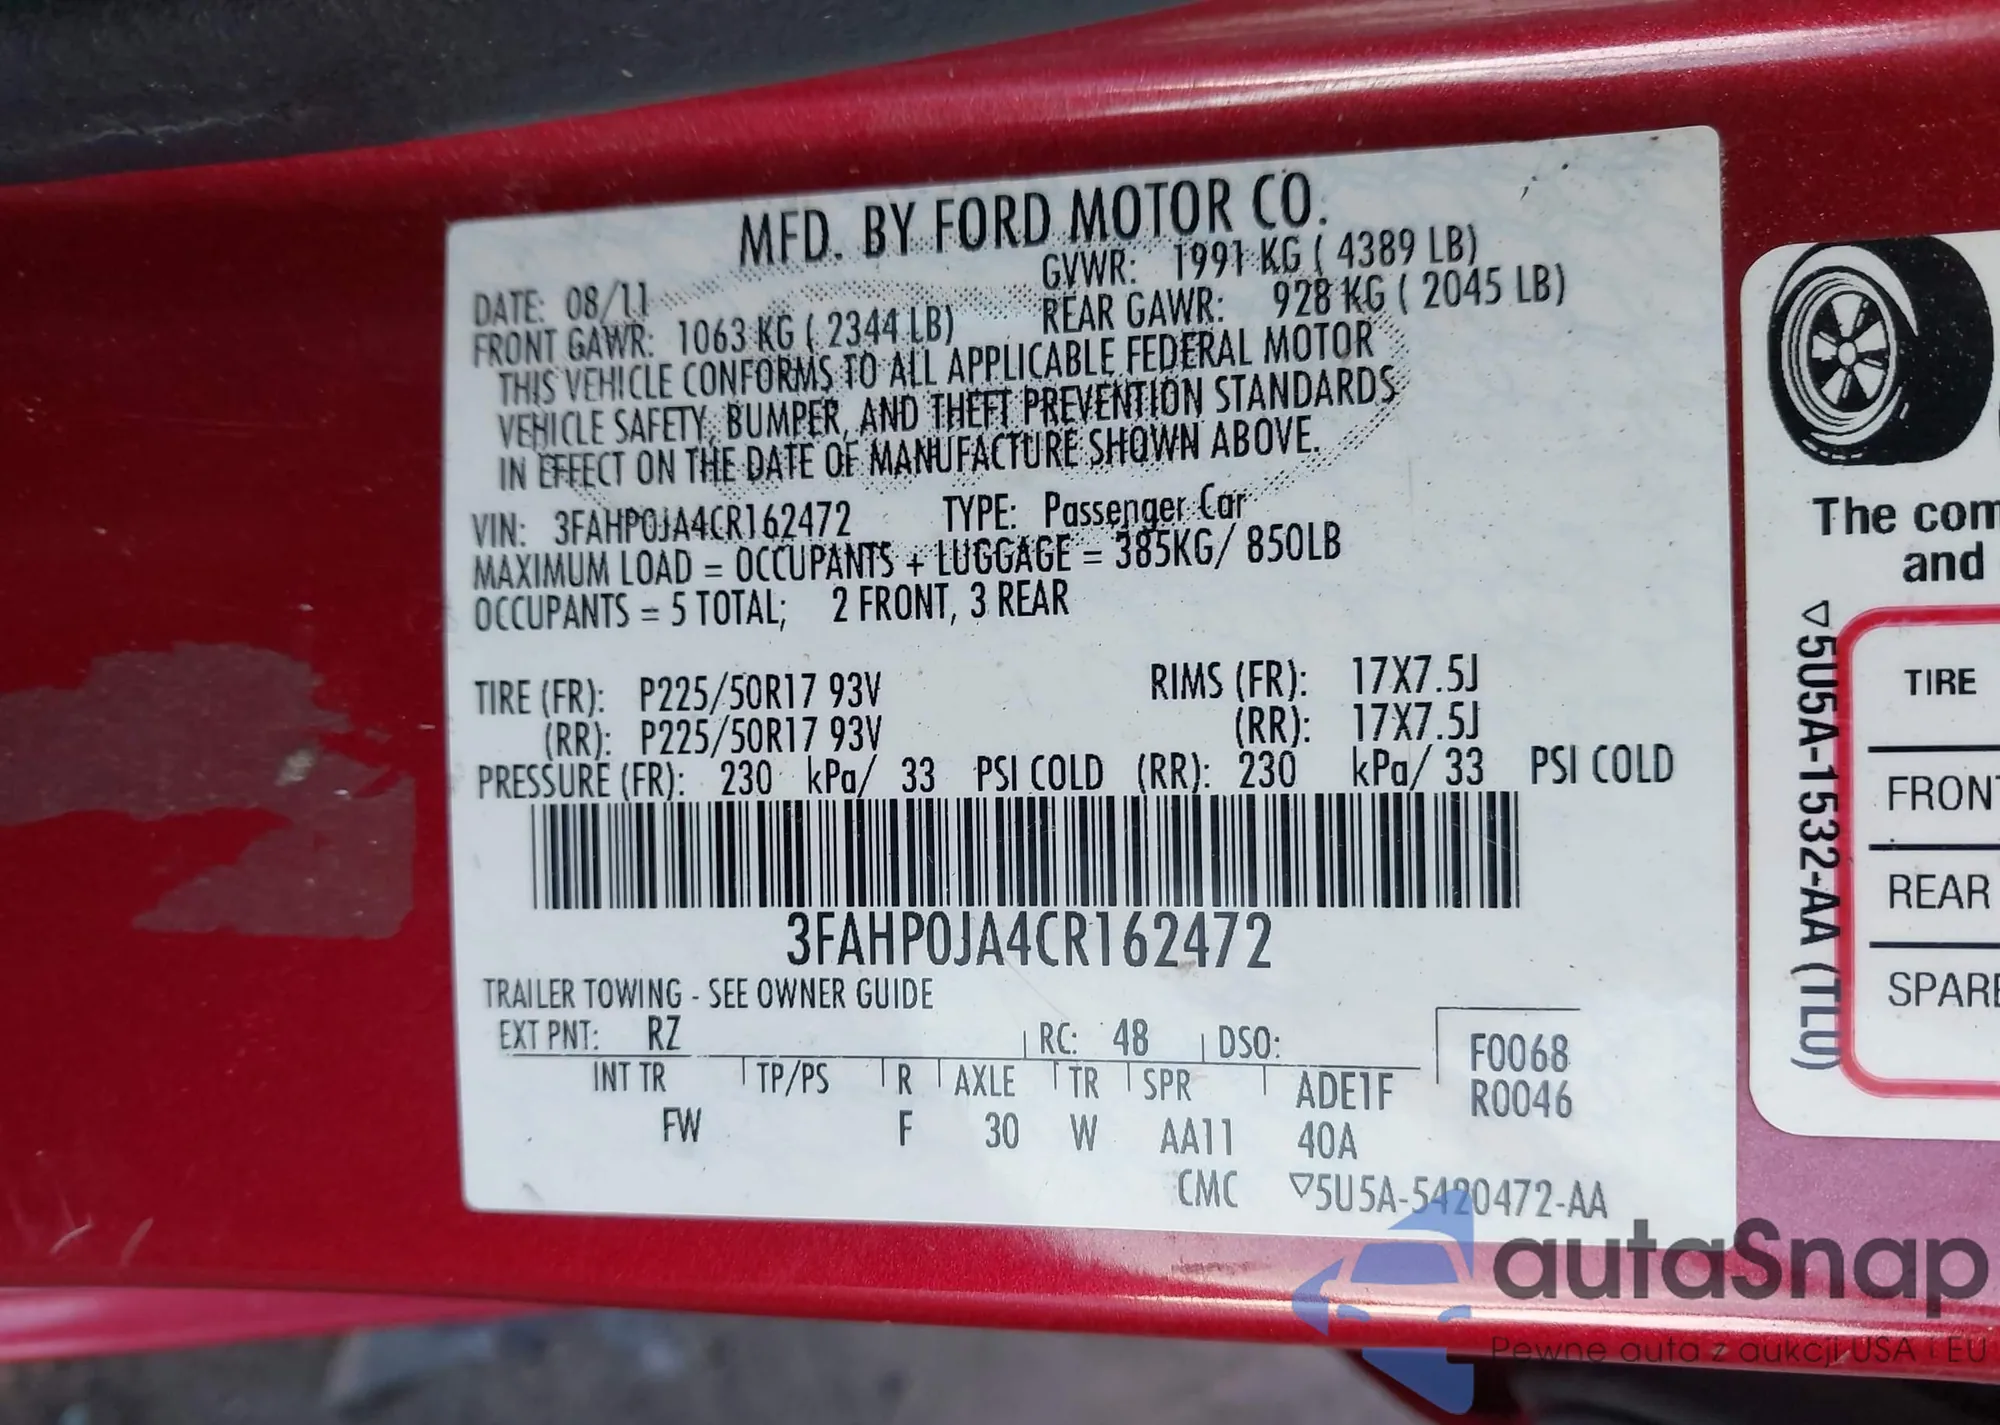 MFD. BY FORD MOTOR CO.
DATE: 08/11 GVWR: 1991 KG ( 4389 LB)
FRONT GAWR: 1063 KG ( 2344 LB) REAR GAWR: 928 KG ( 2045 LB)
THIS VEHICLE CONFORMS TO ALL APPLICABLE FEDERAL MOTOR
VEHICLE SAFETY, BUMPER, AND THEFT PREVENTION STANDARDS
IN EFFECT ON THE DATE OF MANUFACTURE SHOWN ABOVE.
VIN: 3FAHP0JA4CR162472 TYPE: Passenger Car
MAXIMUM LOAD = OCCUPANTS + LUGGAGE = 385KG/ 850LB
OCCUPANTS = 5 TOTAL; 2 FRONT, 3 REAR
TIRE (FR): P225/50R17 93V RIMS (FR): 17X7.5J
(RR): P225/50R17 93V (RR): 17X7.5J
PRESSURE (FR): 230 kPa/ 33 PSI COLD (RR): 230 kPa/ 33 PSI COLD
3FAHP0JA4CR162472
TRAILER TOWING - SEE OWNER GUIDE
EXT PNT: RZ RC: 48 DSO:
F0068
R0046
INT TR TP/PS R AXLE TR SPR ADE1F
FW F 30 W AA11 40A
CMC ▽5U5A-5420472-AA
The com
and
▽5U5A-1532-AA (TLU)
TIRE
FRONT
REAR
SPARE
autaSnap
Pewne auta z aukcji USA i EU